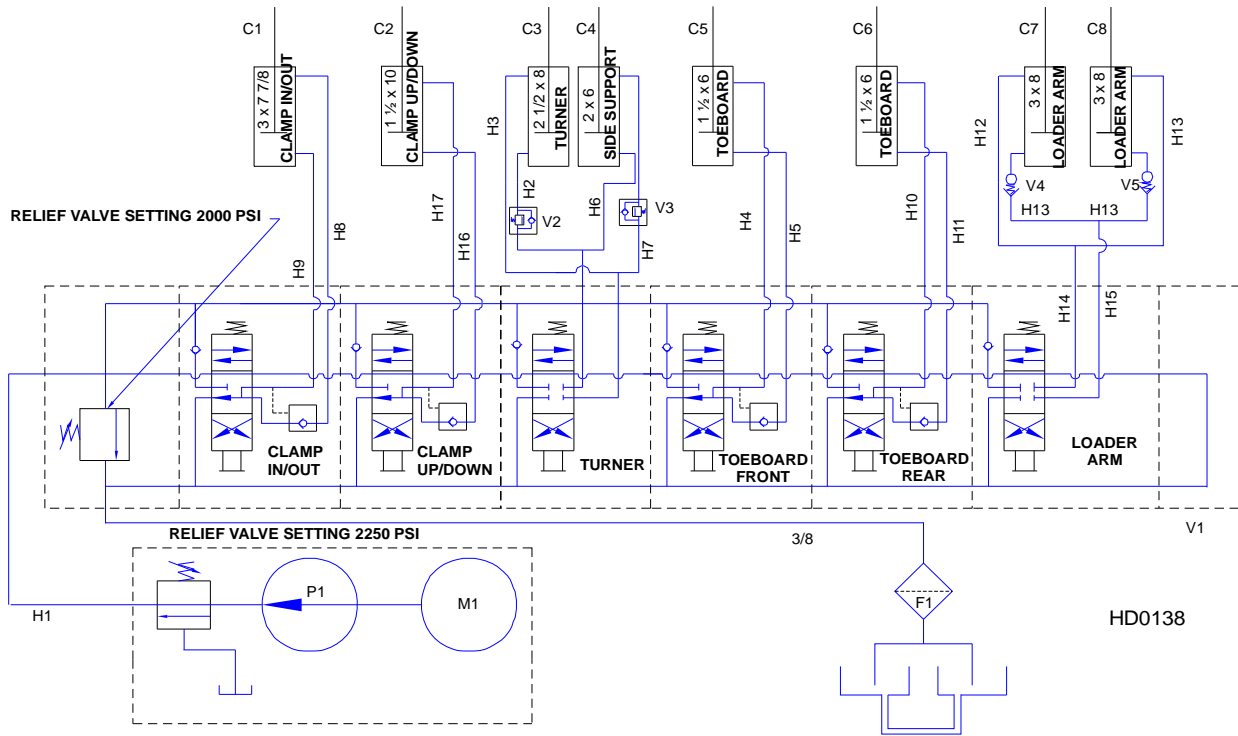 C1
C2
C3
C4
C5
C6
C7
C8
3 x 7 7/8
CLAMP IN/OUT
1 ½ x 10
CLAMP UP/DOWN
2 1/2 x 8
TURNER
2 x 6
SIDE SUPPORT
1 ½ x 6
TOEBOARD
1 ½ x 6
TOEBOARD
3 x 8
LOADER ARM
3 x 8
LOADER ARM
H3
H12
H13
V4
V5
H2
H6
H17
H4
H10
H13
H13
RELIEF VALVE SETTING 2000 PSI
V2
V3
H8
H16
H7
H5
H11
H9
H14
H15
CLAMP
IN/OUT
CLAMP
UP/DOWN
TURNER
TOEBOARD
FRONT
TOEBOARD
REAR
LOADER
ARM
RELIEF VALVE SETTING 2250 PSI
3/8
V1
P1
M1
F1
H1
HD0138